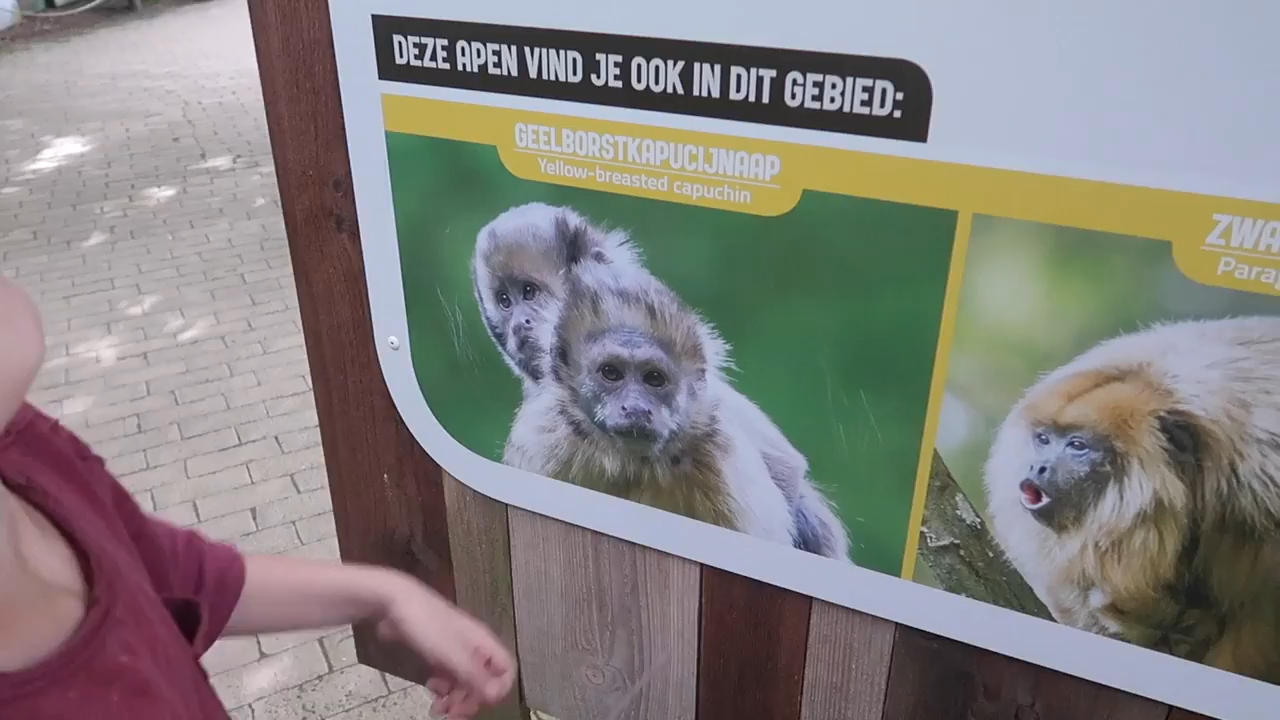 DEZE APEN VIND JE OOK IN DIT GEBIED:
GEELBORSTKAPUCIJNAAP
Yellow-breasted capuchin